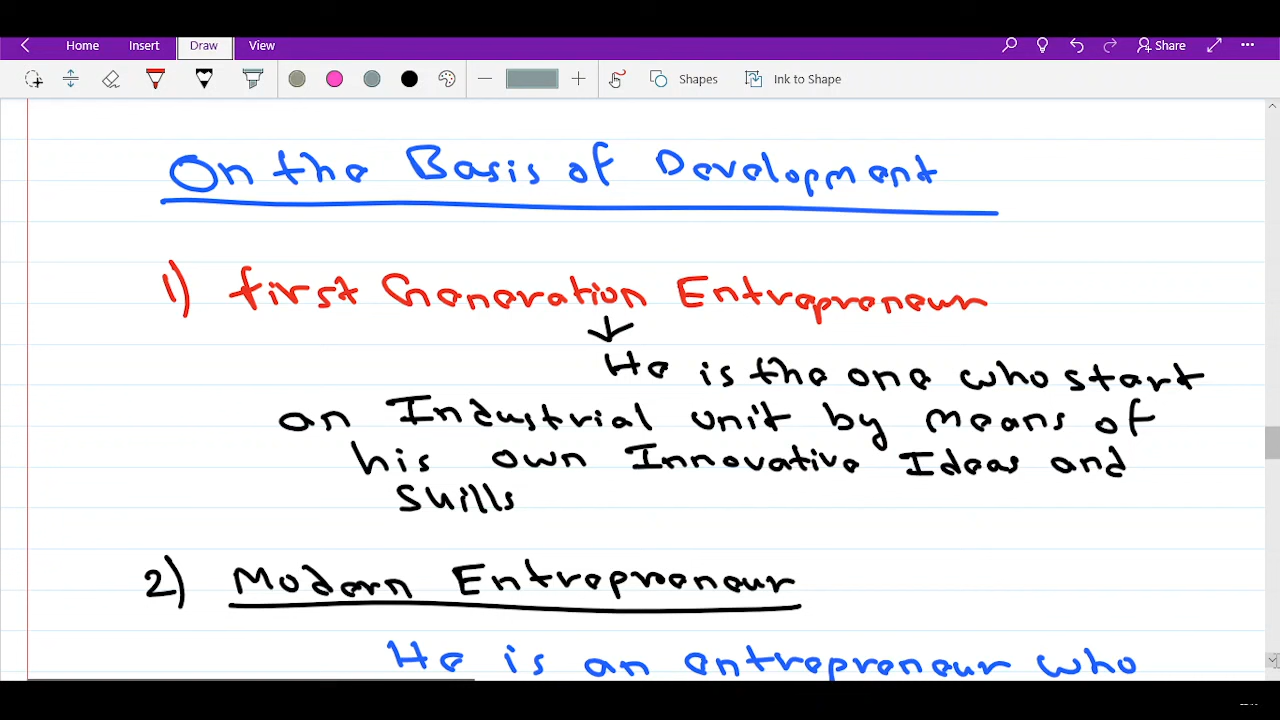 Home Insert Draw View Share
Shapes Ink to Shape
On the Basis of Development
1) first Generation Entrepreneur
He is the one who start
an Industrial unit by means of
his own Innovative Ideas and
Skills
2) Modern Entrepreneur
He is an entrepreneur who